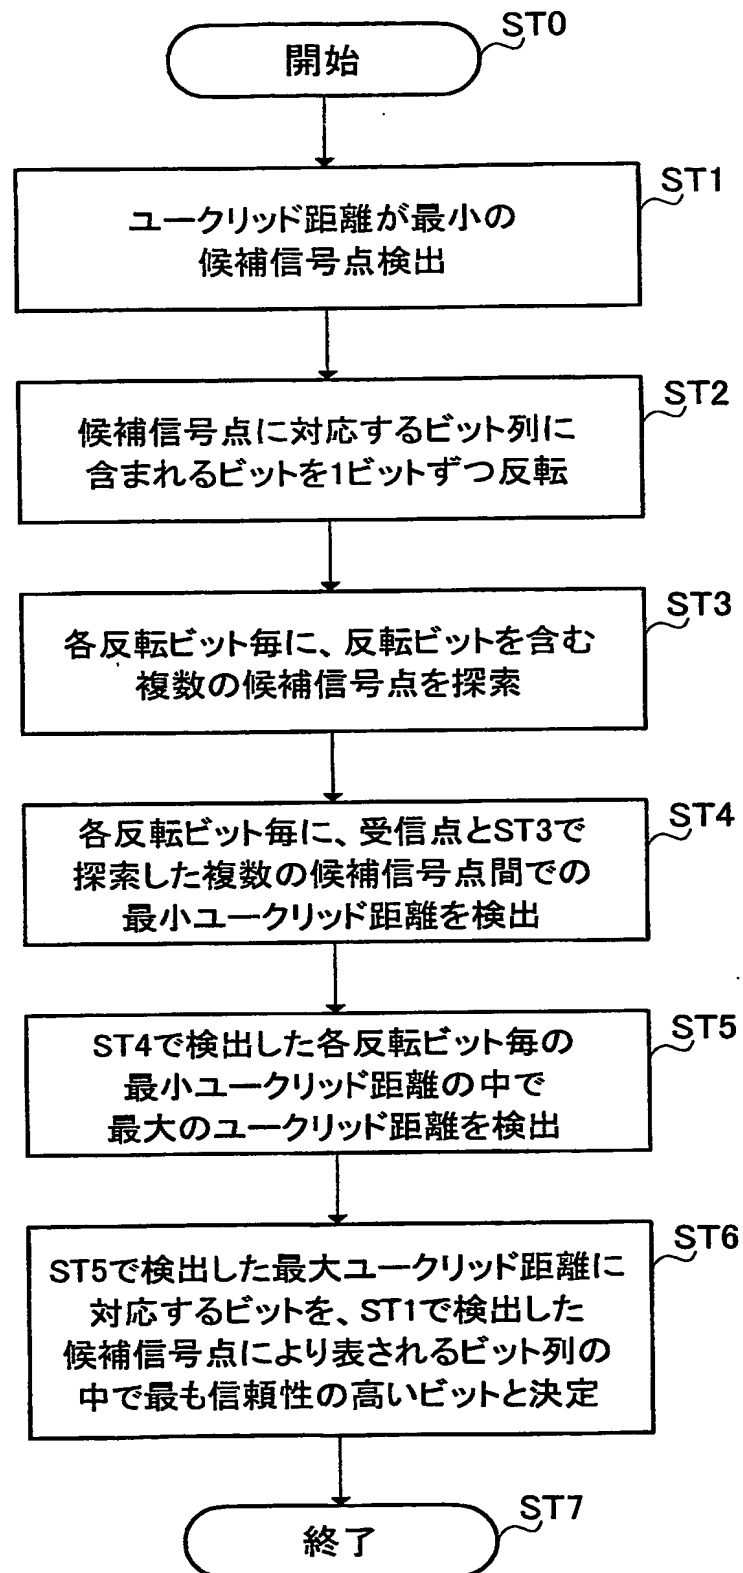 ST0
開始
ST1
ユークリッド距離が最小の
候補信号点検出
ST2
候補信号点に対応するビット列に
含まれるビットを1ビットずつ反転
ST3
各反転ビット毎に、反転ビットを含む
複数の候補信号点を探索
ST4
各反転ビット毎に、受信点とST3で
探索した複数の候補信号点間での
最小ユークリッド距離を検出
ST5
ST4で検出した各反転ビット毎の
最小ユークリッド距離の中で
最大のユークリッド距離を検出
ST6
ST5で検出した最大ユークリッド距離に
対応するビットを、ST1で検出した
候補信号点により表されるビット列の
中で最も信頼性の高いビットと決定
ST7
終了